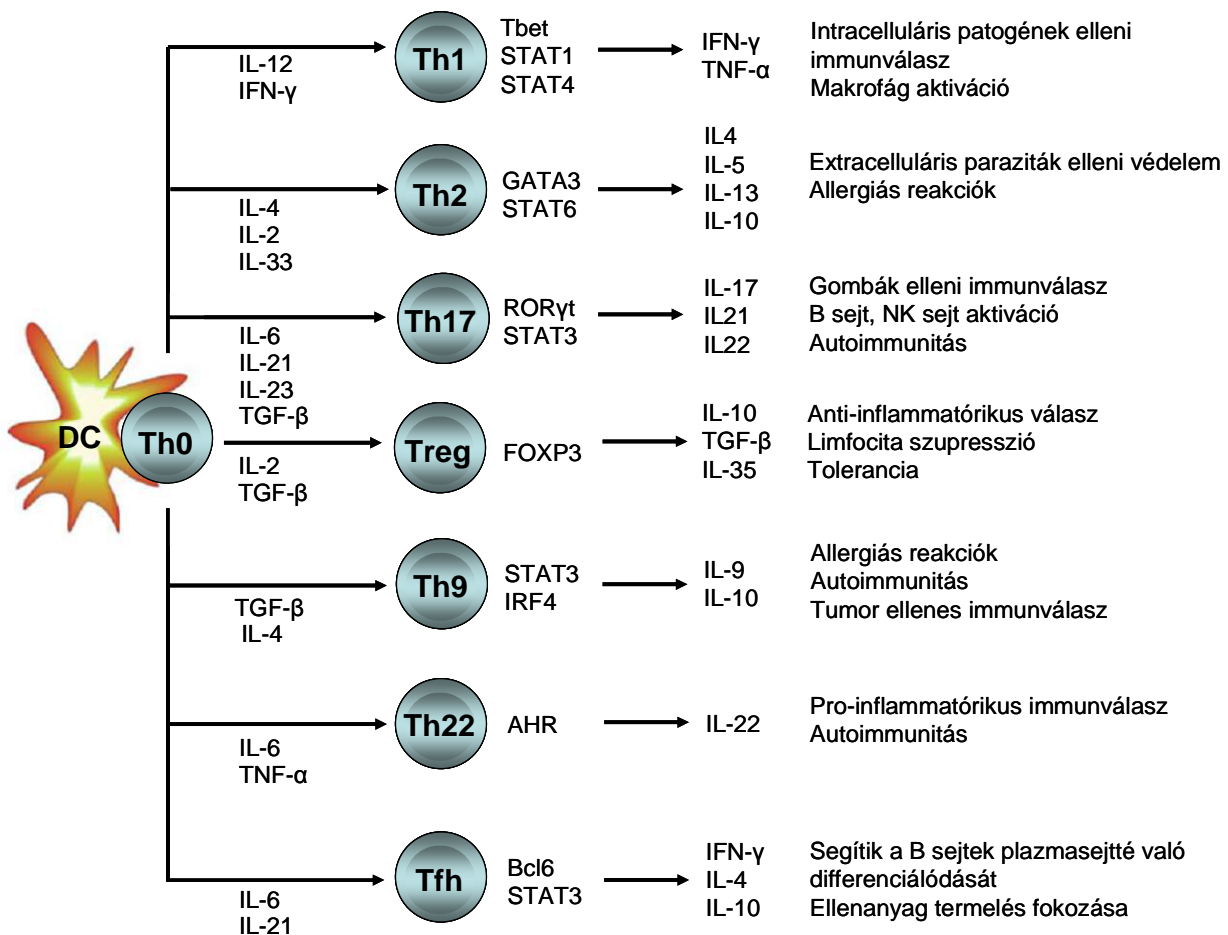 DC
Th0
IL-12
IFN-γ
Th1
Tbet
STAT1
STAT4
IFN-γ
TNF-α
Intracelluláris patogének elleni
immunválasz
Makrofág aktiváció
IL-4
IL-2
IL-33
Th2
GATA3
STAT6
IL4
IL-5
IL-13
IL-10
Extracelluláris paraziták elleni védelem
Allergiás reakciók
IL-6
IL-21
IL-23
TGF-β
Th17
RORγt
STAT3
IL-17
IL21
IL22
Gombák elleni immunválasz
B sejt, NK sejt aktiváció
Autoimmunitás
IL-2
TGF-β
Treg
FOXP3
IL-10
TGF-β
IL-35
Anti-inflammatórikus válasz
Limfocita szupresszió
Tolerancia
TGF-β
IL-4
Th9
STAT3
IRF4
IL-9
IL-10
Allergiás reakciók
Autoimmunitás
Tumor ellenes immunválasz
IL-6
TNF-α
Th22
AHR
IL-22
Pro-inflammatórikus immunválasz
Autoimmunitás
IL-6
IL-21
Tfh
Bcl6
STAT3
IFN-γ
IL-4
IL-10
Segítik a B sejtek plazmasejtté való
differenciálódását
Ellenanyag termelés fokozása